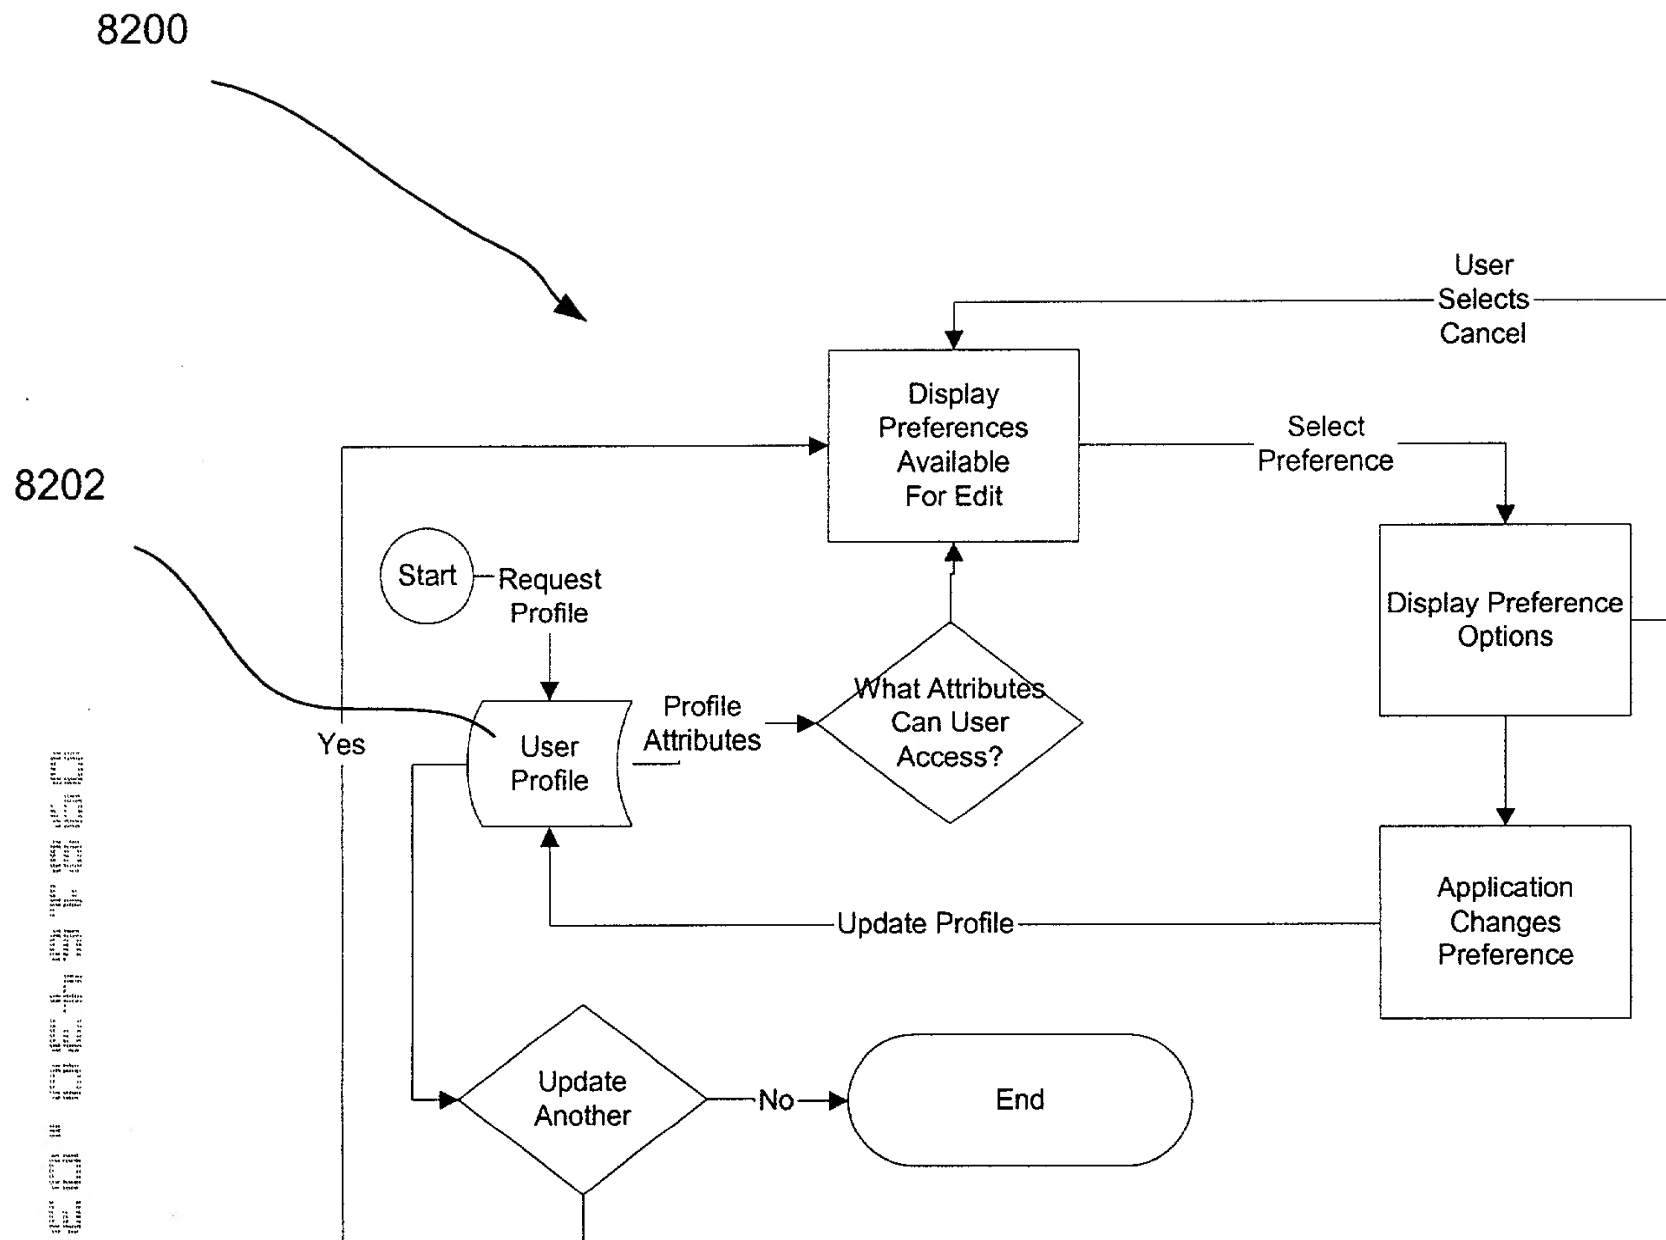 8200
User
Selects
Cancel
Display
Preferences
Available
For Edit
Select
Preference
8202
Start
Request
Profile
Display Preference
Options
What Attributes
Can User
Access?
Profile
Attributes
Yes
User
Profile
Application
Changes
Preference
Update Profile
Update
Another
No
End